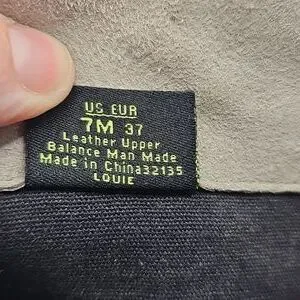 US EUR
7M 37
Leather Upper
Balance Man Made
Made in China32135
LOUIE